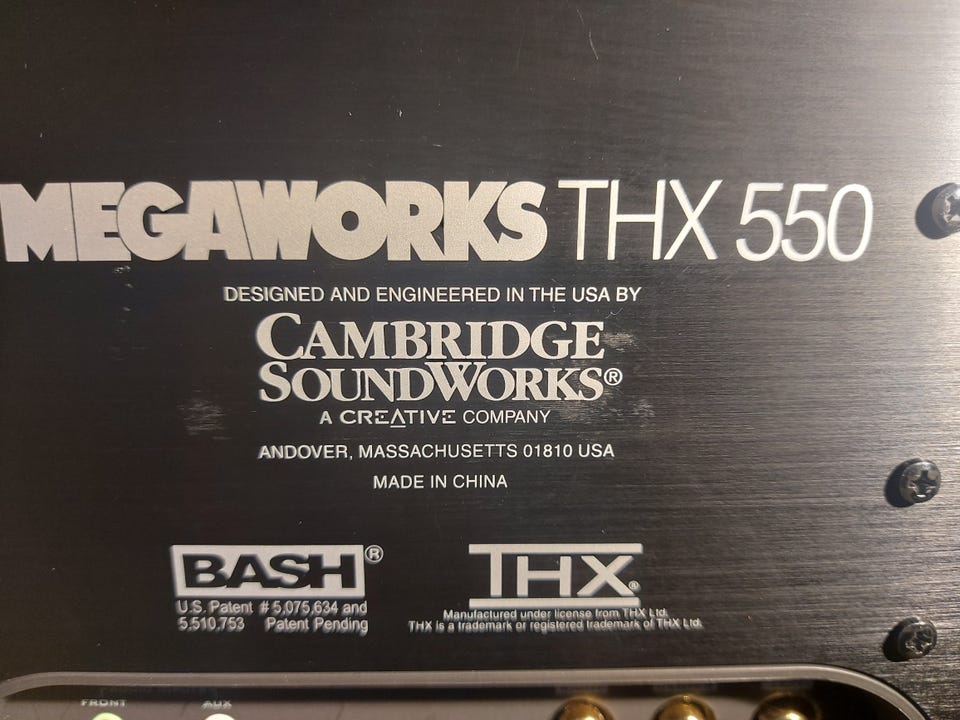 MEGAWORKS THX 550
DESIGNED AND ENGINEERED IN THE USA BY
CAMBRIDGE
SOUNDWORKS®
A CREATIVE COMPANY
ANDOVER, MASSACHUSETTS 01810 USA
MADE IN CHINA
BASH®
U.S. Patent # 5,075,634 and
5,510,753 Patent Pending
THX®
Manufactured under license from THX Ltd.
THX is a trademark or registered trademark of THX Ltd.
FRONT AUX